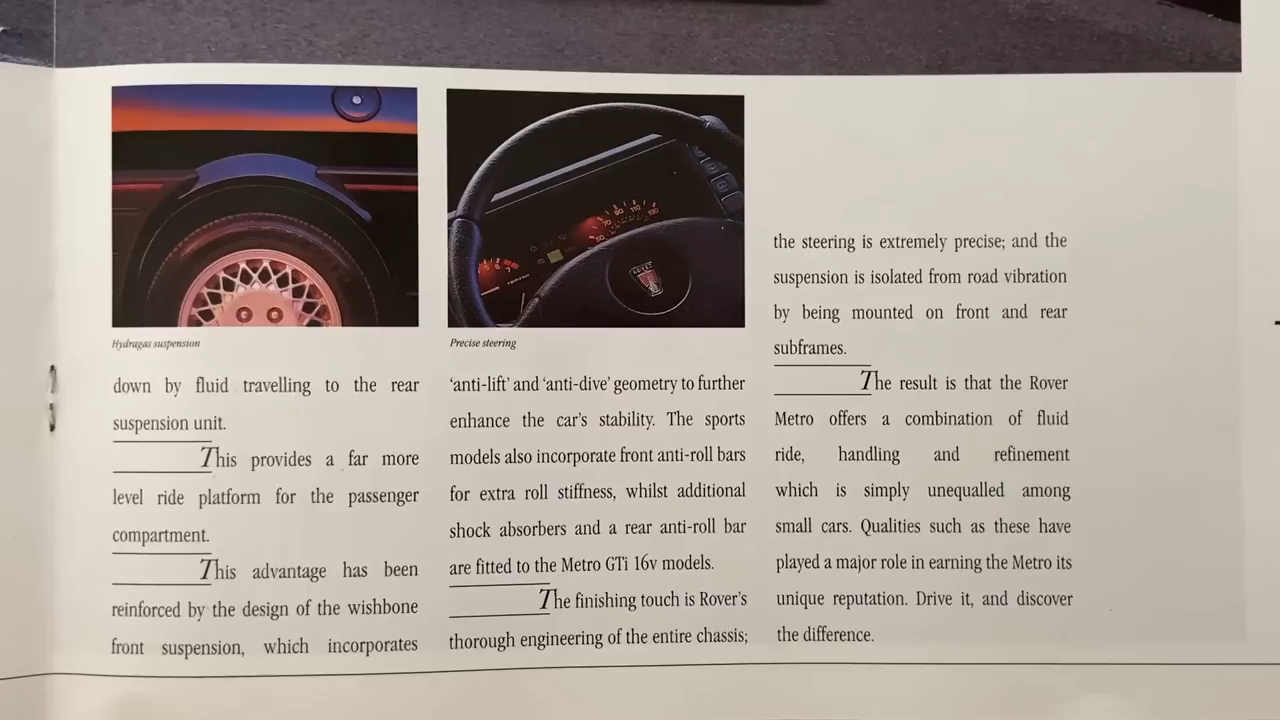 Hydragas suspension
down by fluid travelling to the rear
suspension unit.
This provides a far more
level ride platform for the passenger
compartment.
This advantage has been
reinforced by the design of the wishbone
front suspension, which incorporates
Precise steering
'anti-lift' and 'anti-dive' geometry to further
enhance the car's stability. The sports
models also incorporate front anti-roll bars
for extra roll stiffness, whilst additional
shock absorbers and a rear anti-roll bar
are fitted to the Metro GTi 16v models.
The finishing touch is Rover's
thorough engineering of the entire chassis;
the steering is extremely precise; and the
suspension is isolated from road vibration
by being mounted on front and rear
subframes.
The result is that the Rover
Metro offers a combination of fluid
ride, handling and refinement
which is simply unequalled among
small cars. Qualities such as these have
played a major role in earning the Metro its
unique reputation. Drive it, and discover
the difference.